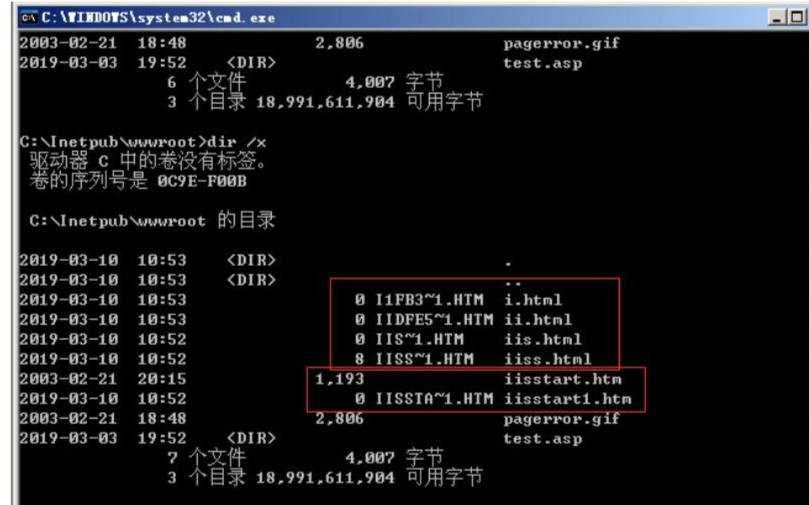 C:\WINDOWS\system32\cmd.exe
2003-02-21 18:48 2,806 pagerror.gif
2019-03-03 19:52 <DIR> test.asp
6 个文件 4,007 字节
3 个目录 18,991,611,904 可用字节
C:\Inetpub\wwwroot>dir /x
驱动器 C 中的卷没有标签。
卷的序列号是 0C9E-F00B
C:\Inetpub\wwwroot 的目录
2019-03-10 10:53 <DIR> .
2019-03-10 10:53 <DIR> ..
2019-03-10 10:53 0 I1FB3~1.HTM i.html
2019-03-10 10:53 0 IIDFE5~1.HTM ii.html
2019-03-10 10:52 0 IIS~1.HTM iis.html
2019-03-10 10:52 8 IISS~1.HTM iiss.html
2003-02-21 20:15 1,193 iisstart.htm
2019-03-10 10:52 0 IISSTA~1.HTM iisstart1.htm
2003-02-21 18:48 2,806 pagerror.gif
2019-03-03 19:52 <DIR> test.asp
7 个文件 4,007 字节
3 个目录 18,991,611,904 可用字节